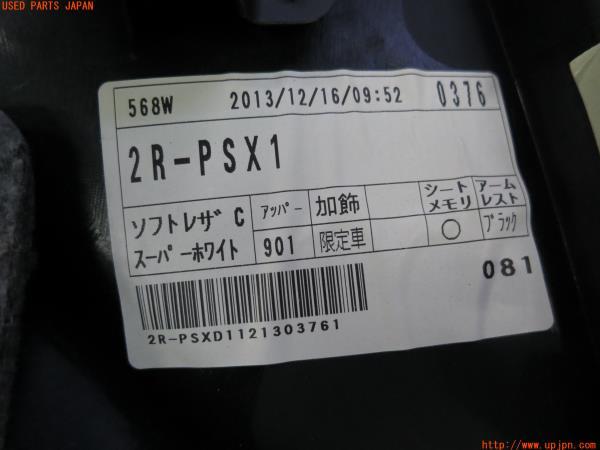 USED PARTS JAPAN
568W 2013/12/16/09:52 0376
2R-PSX1
ソフトレザ C
スーパーホワイト
アッパー
901
加飾
限定車
シート
メモリ
○
アーム
レスト
ブラック
081
2R-PSXD1121303761
http://www.upjpn.com